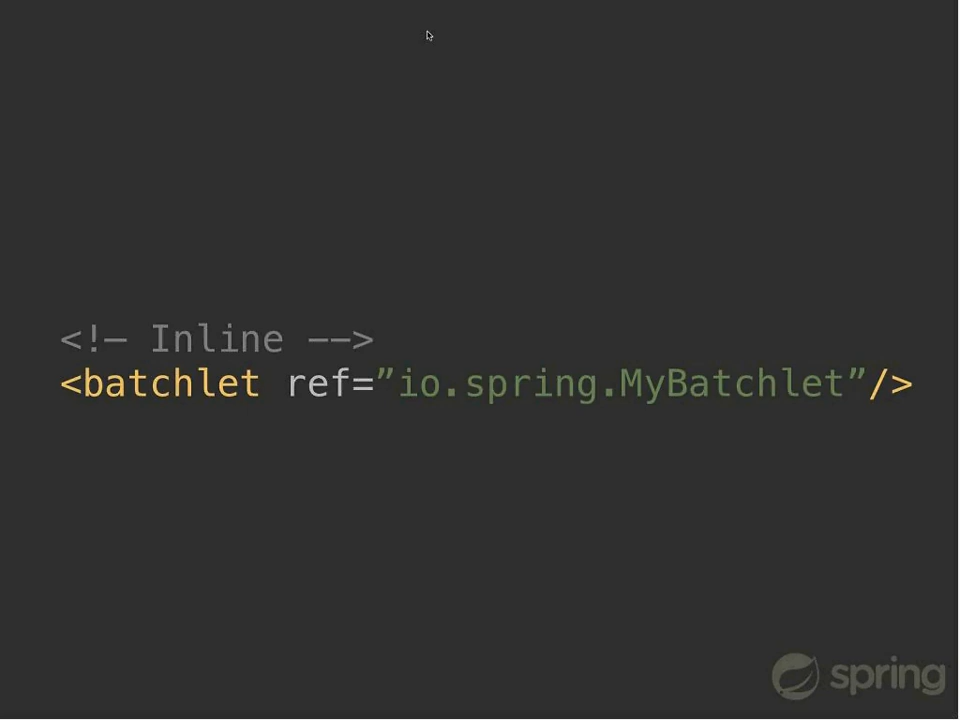 <!— Inline -->
<batchlet ref=”io.spring.MyBatchlet”/>
spring